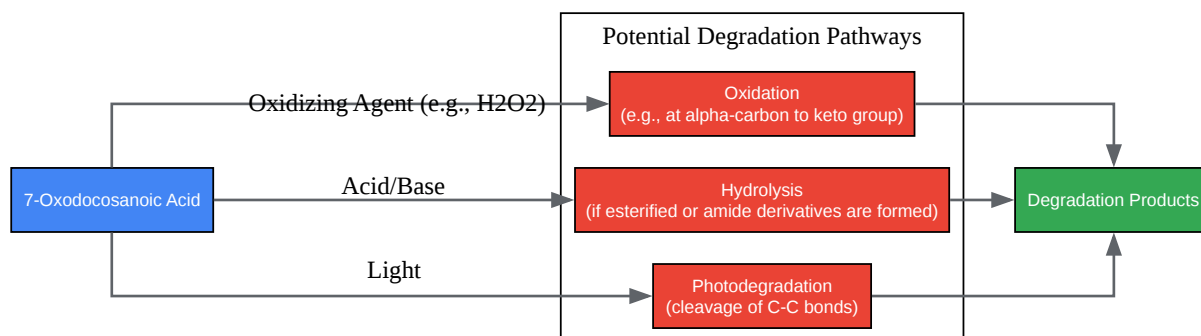 Potential Degradation Pathways
Oxidizing Agent (e.g., H2O2)
Oxidation
(e.g., at alpha-carbon to keto group)
7-Oxodocosanoic Acid
Acid/Base
Hydrolysis
(if esterified or amide derivatives are formed)
Degradation Products
Light
Photodegradation
(cleavage of C-C bonds)